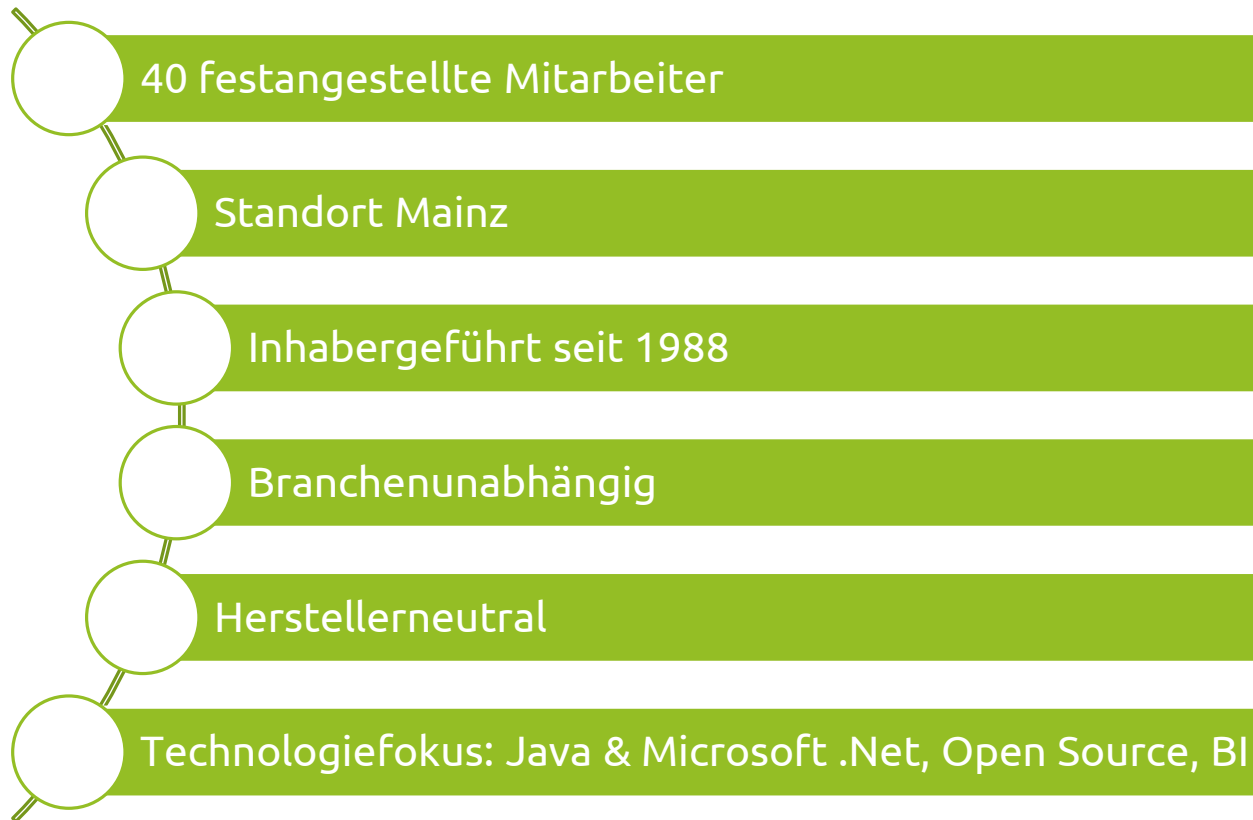 40 festangestellte Mitarbeiter
Standort Mainz
Inhabergeführt seit 1988
Branchenunabhängig
Herstellerneutral
Technologiefokus: Java & Microsoft .Net, Open Source, BI